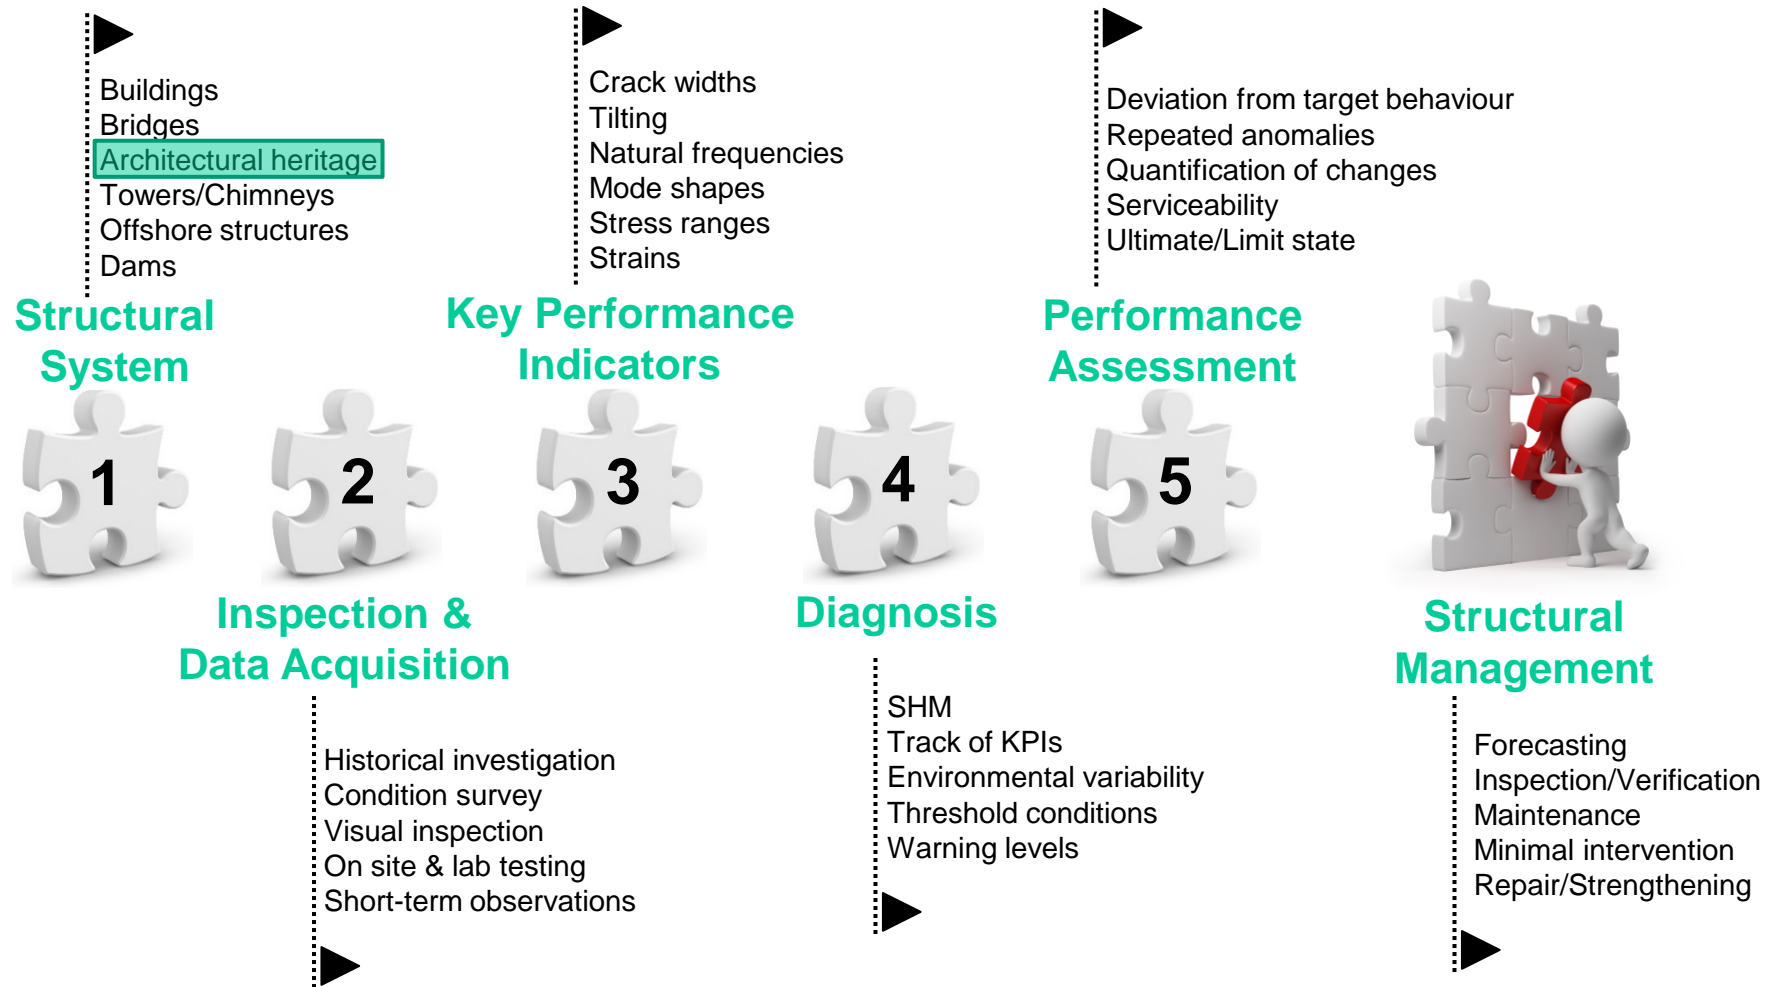 Buildings
Bridges
Architectural heritage
Towers/Chimneys
Offshore structures
Dams
Structural
System
1
2
Inspection &
Data Acquisition
Historical investigation
Condition survey
Visual inspection
On site & lab testing
Short-term observations
Crack widths
Tilting
Natural frequencies
Mode shapes
Stress ranges
Strains
Key Performance
Indicators
3
4
Diagnosis
SHM
Track of KPIs
Environmental variability
Threshold conditions
Warning levels
Deviation from target behaviour
Repeated anomalies
Quantification of changes
Serviceability
Ultimate/Limit state
Performance
Assessment
5
Structural
Management
Forecasting
Inspection/Verification
Maintenance
Minimal intervention
Repair/Strengthening